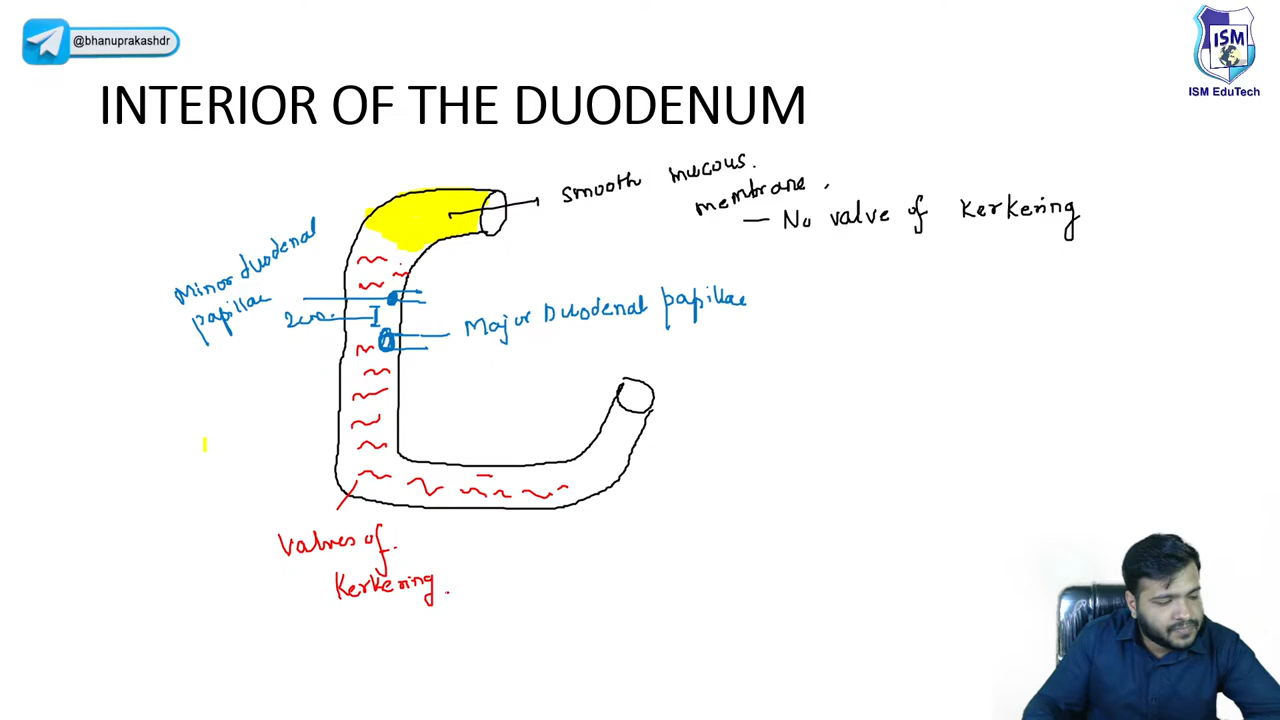 @bhanuprakashdr
ISM
ISM EduTech
INTERIOR OF THE DUODENUM
smooth mucous.
membrane.
— No valve of Kerkering
Minor duodenal
papillae
2cm.
Major Duodenal papillae
Valves of.
Kerkering.